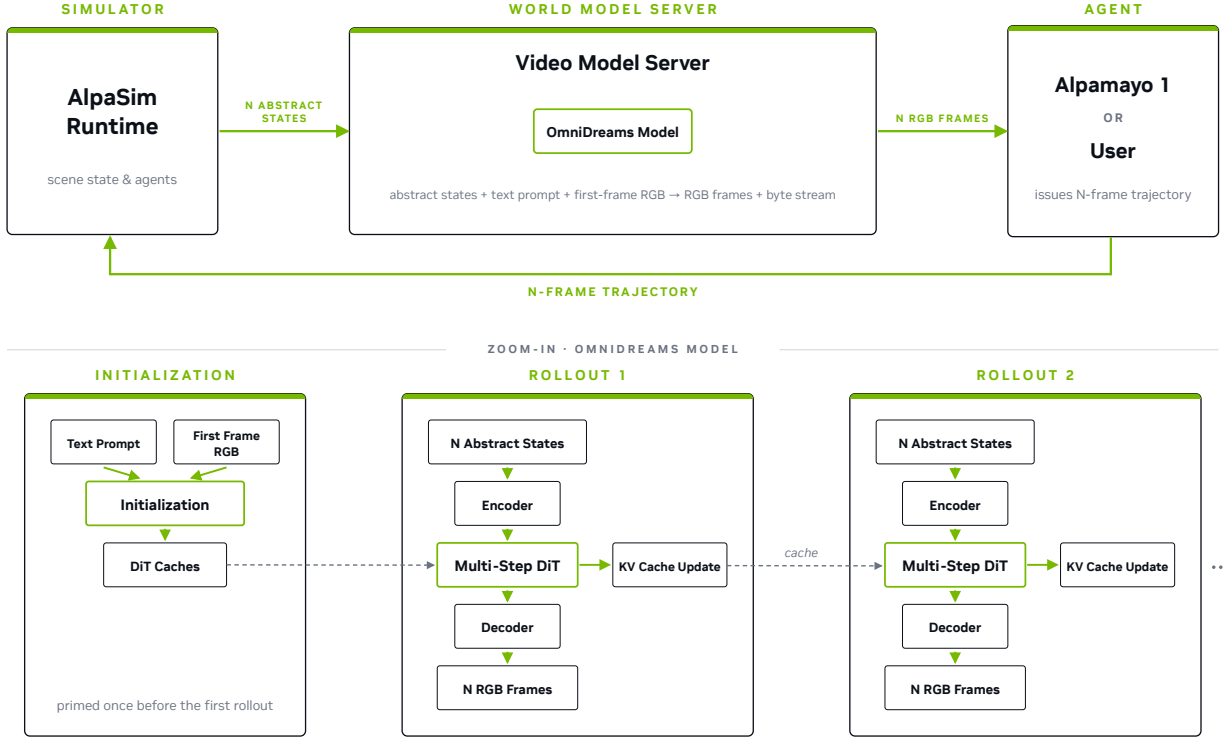 SIMULATOR
WORLD MODEL SERVER
AGENT
AlpaSim
Runtime
scene state & agents
N ABSTRACT
STATES
Video Model Server
OmniDreams Model
abstract states + text prompt + first-frame RGB → RGB frames + byte stream
N RGB FRAMES
Alpamayo 1
OR
User
issues N-frame trajectory
N-FRAME TRAJECTORY
ZOOM-IN · OMNIDREAMS MODEL
INITIALIZATION
Text Prompt
First Frame
RGB
Initialization
DiT Caches
primed once before the first rollout
ROLLOUT 1
N Abstract States
Encoder
Multi-Step DiT
KV Cache Update
Decoder
N RGB Frames
cache
ROLLOUT 2
N Abstract States
Encoder
Multi-Step DiT
KV Cache Update
Decoder
N RGB Frames